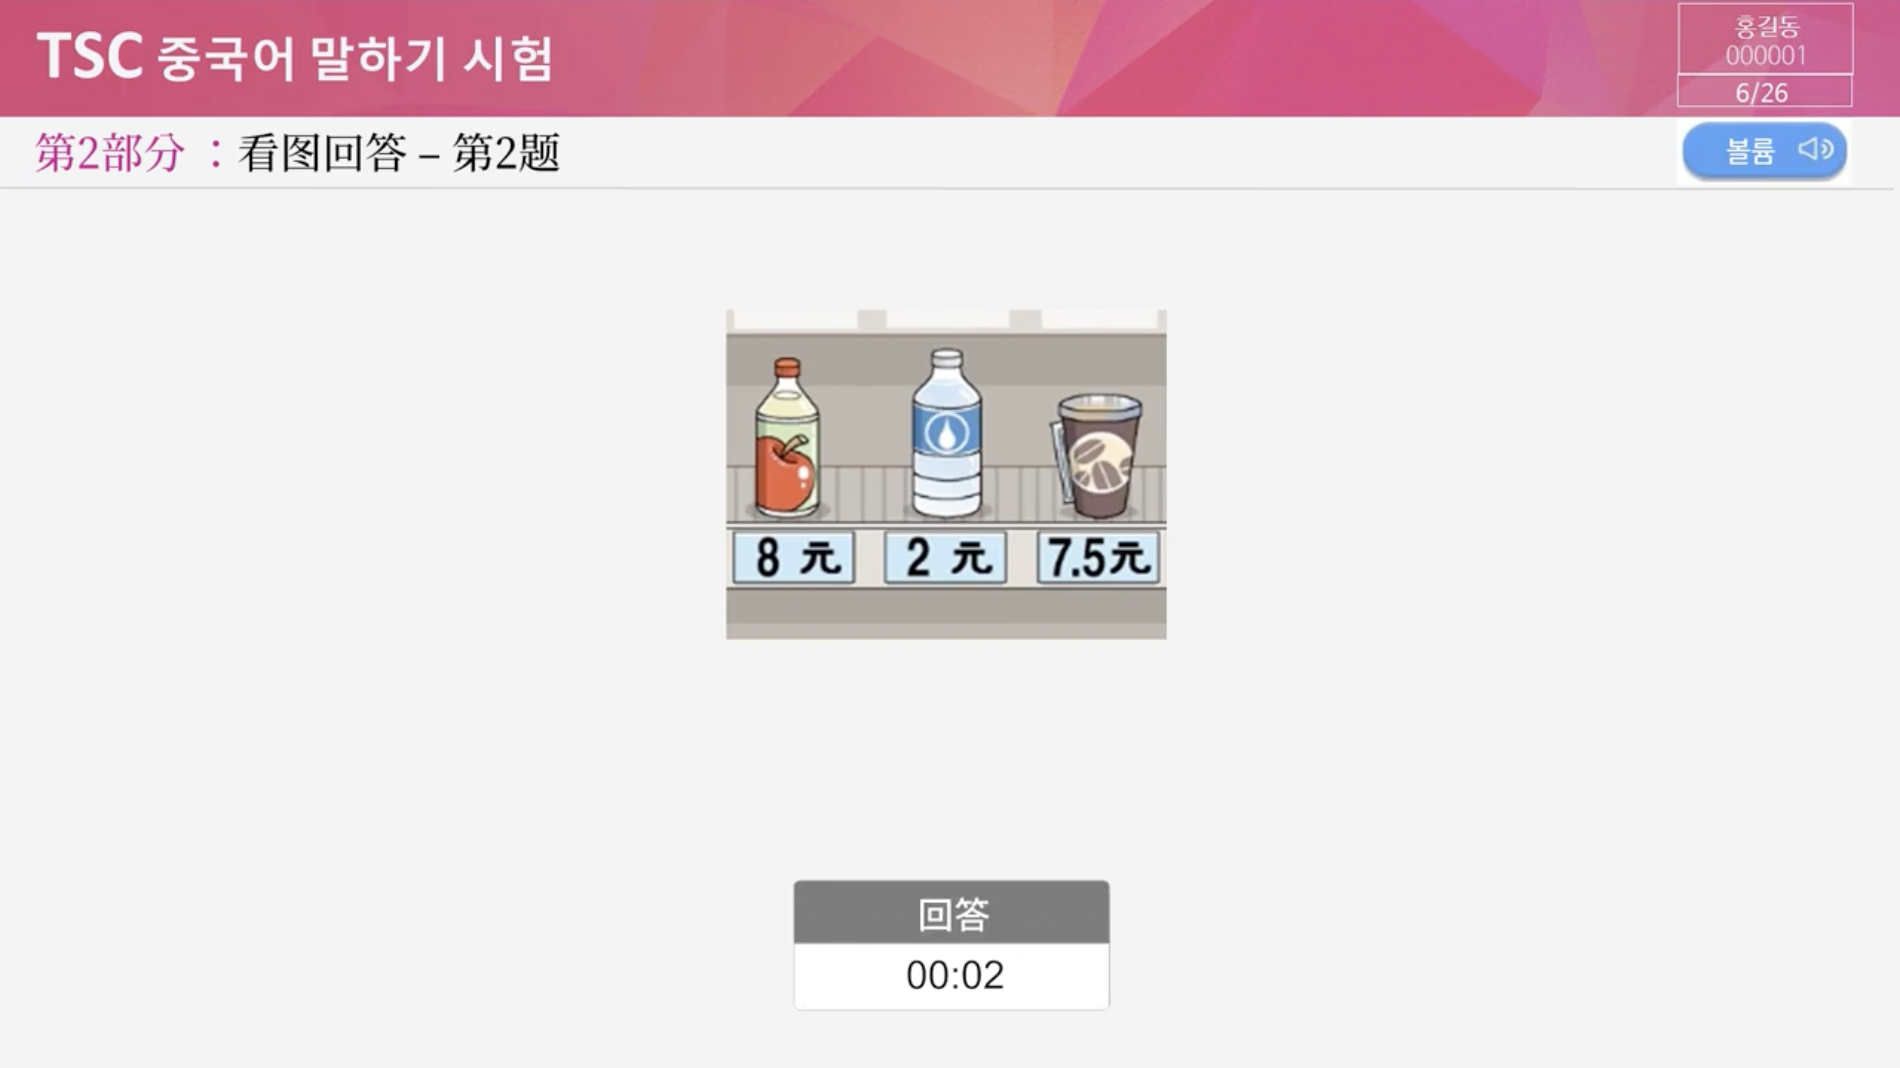 TSC 중국어 말하기 시험
홍길동
000001
6/26
第2部分 : 看图回答 – 第2题
볼륨
8 元
2 元
7.5元
回答
00:02